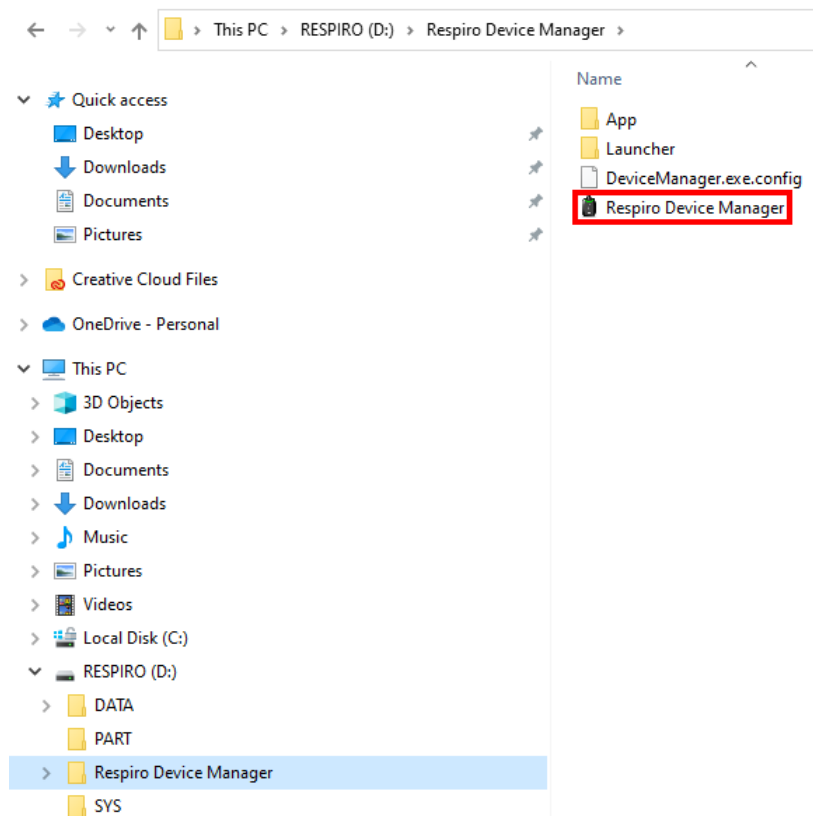 This PC > RESPIRO (D:) > Respiro Device Manager >
Quick access
Desktop
Downloads
Documents
Pictures
Creative Cloud Files
OneDrive - Personal
This PC
3D Objects
Desktop
Documents
Downloads
Music
Pictures
Videos
Local Disk (C:)
RESPIRO (D:)
DATA
PART
Respiro Device Manager
SYS
Name
App
Launcher
DeviceManager.exe.config
Respiro Device Manager